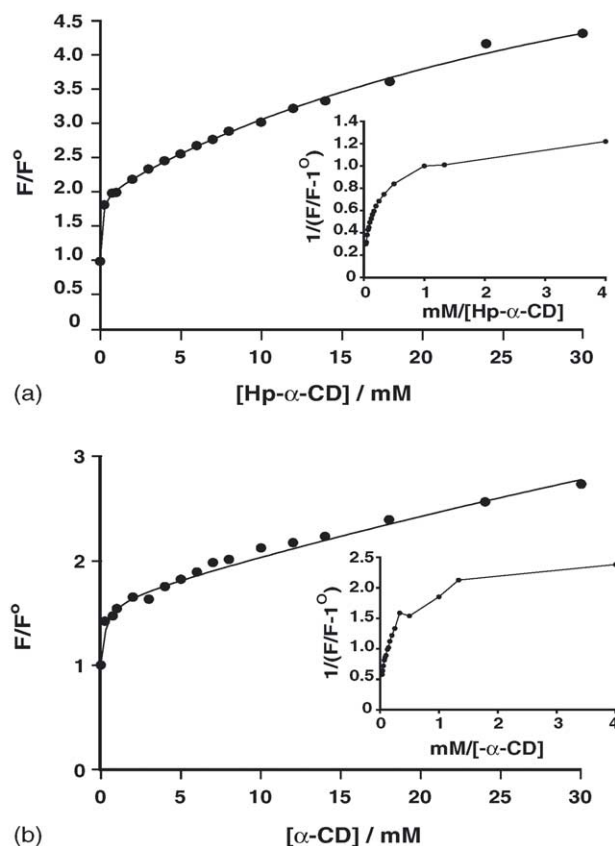 4.5
4.0
3.5
3.0
2.5
2.0
1.0
0.5
0
F/F°
0 5 10 15 20 25 30
[Hp-α-CD] / mM
1.4
1.2
1.0
0.8
0.6
0.4
0.2
0
1/(F/F-1°)
0 1 2 3 4
mM/[Hp-α-CD]
(a)
3
2
1
0
F/F°
0 5 10 15 20 25 30
[α-CD] / mM
2.5
2.0
1.5
1.0
0.5
0
1/(F/F-1°)
0 1 2 3 4
mM/[-α-CD]
(b)